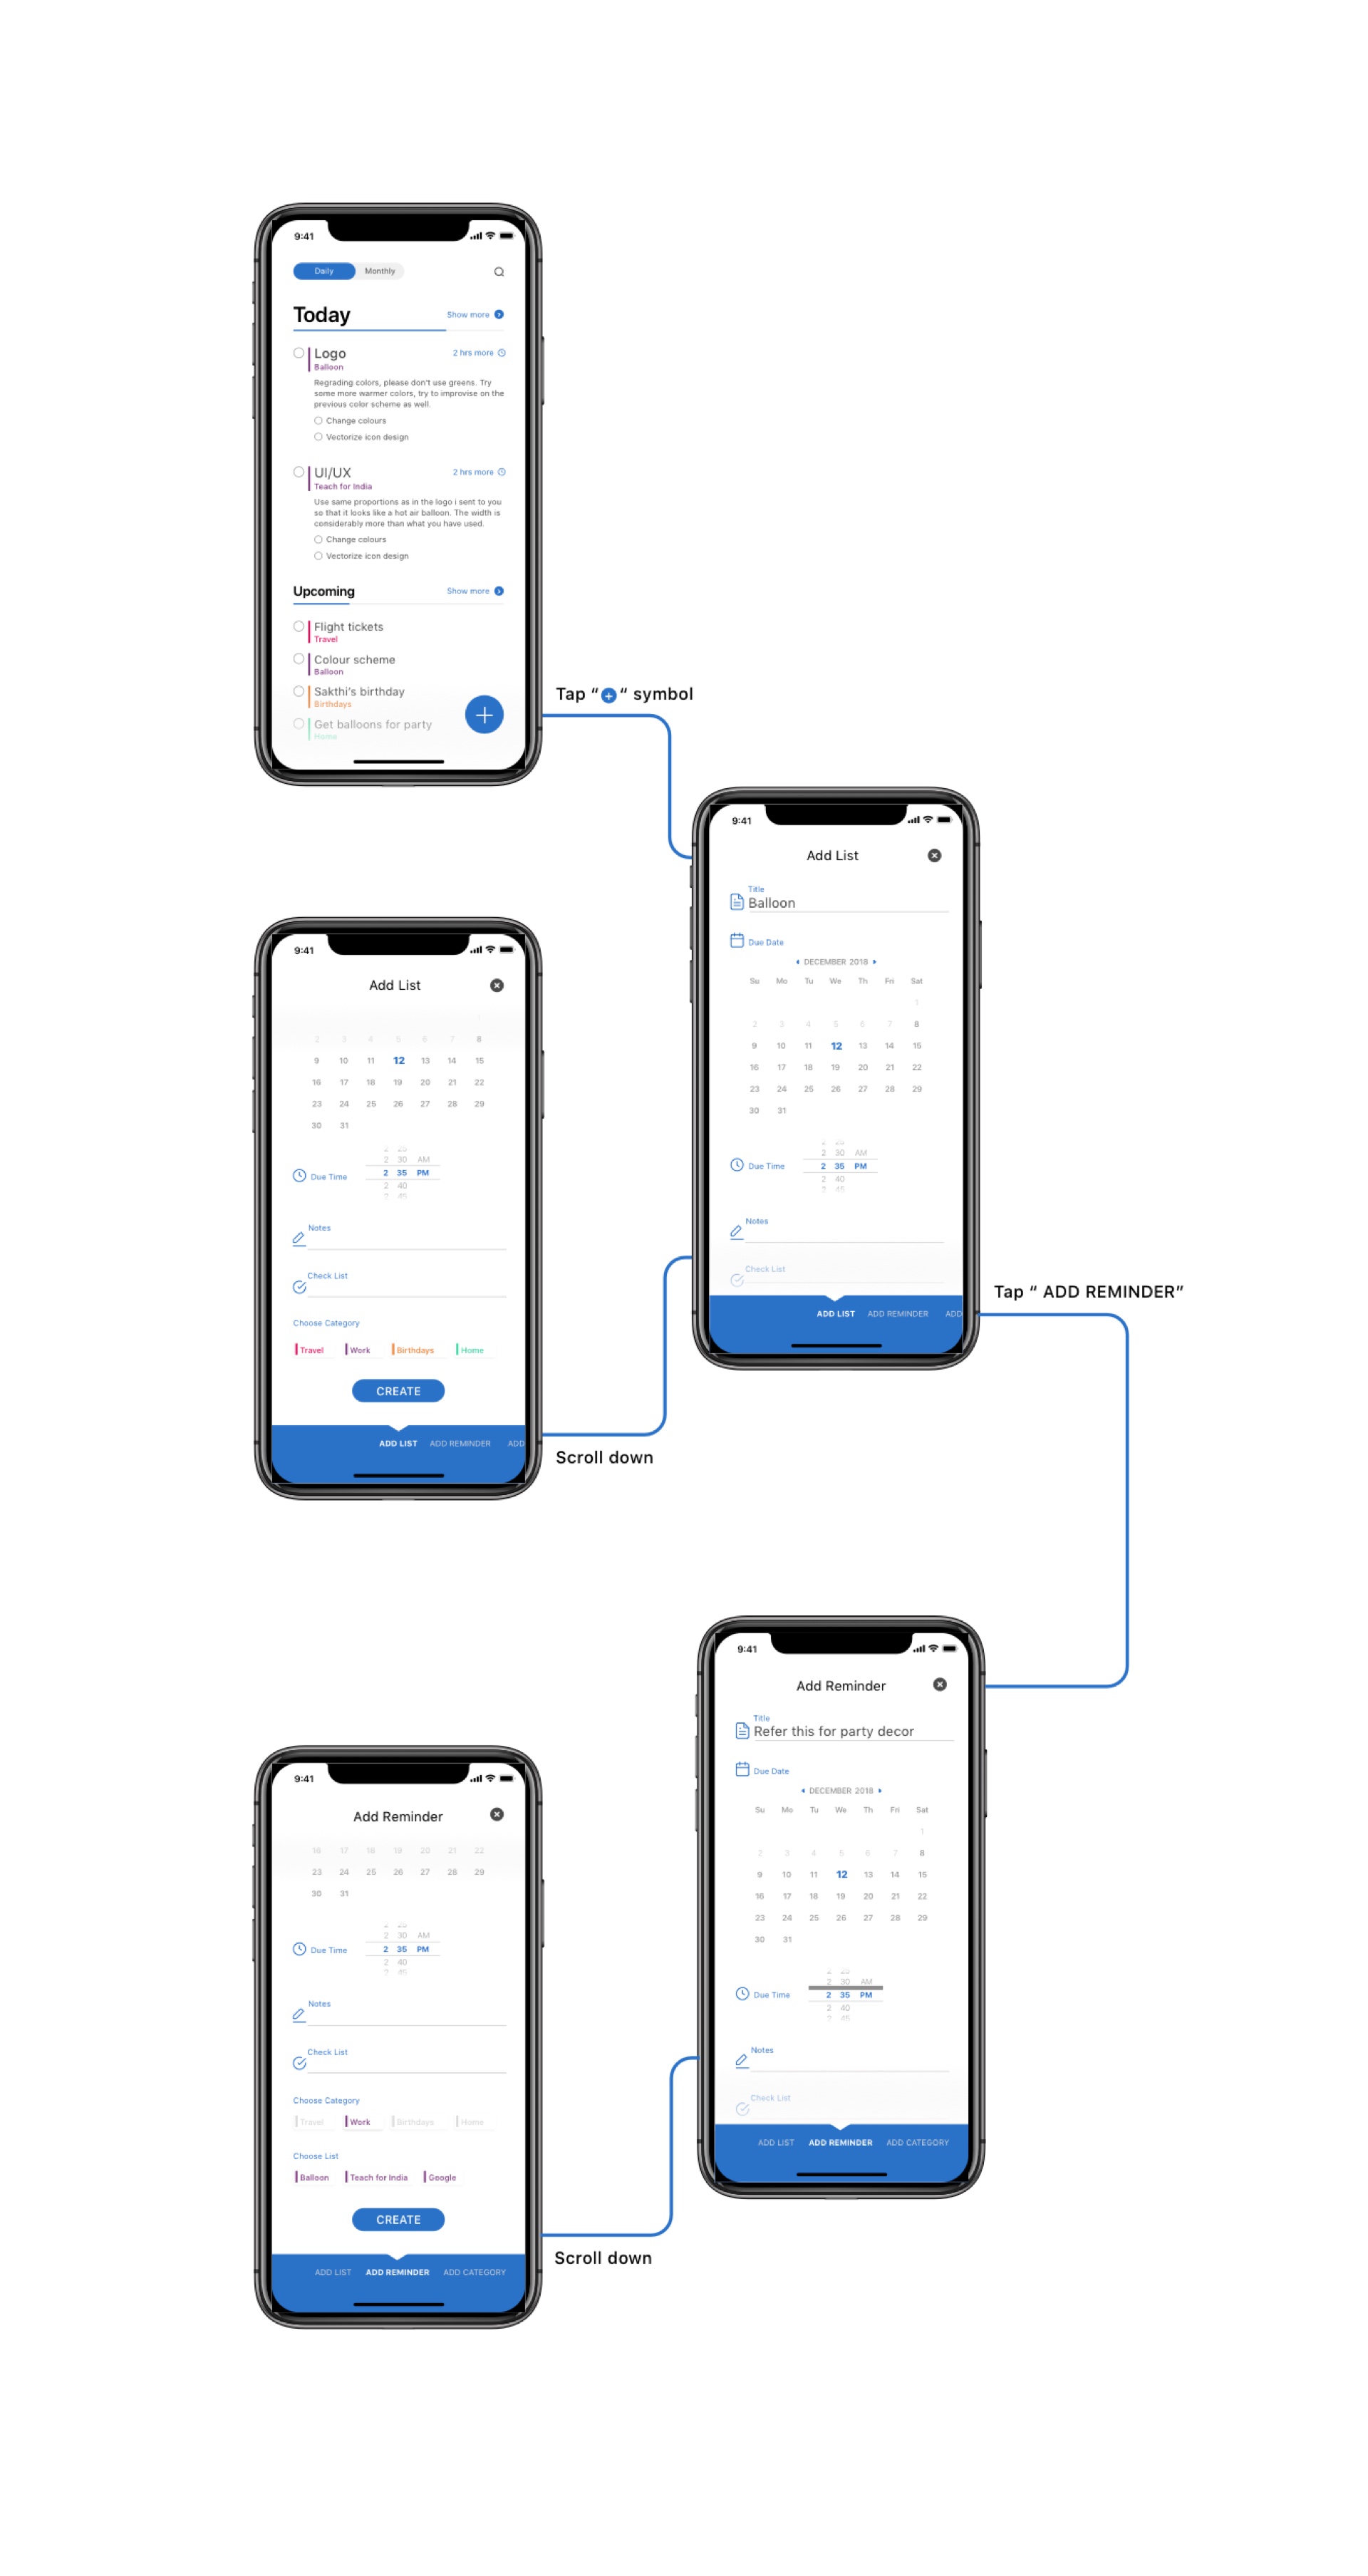 9:41
Daily Monthly
Today Show more
Logo 2 hrs more
Balloon
Regrading colors, please don't use greens. Try
some more warmer colors, try to improvise on the
previous color scheme as well.
Change colours
Vectorize icon design
UI/UX 2 hrs more
Teach for India
Use same proportions as in the logo i sent to you
so that it looks like a hot air balloon. The width is
considerably more than what you have used.
Change colours
Vectorize icon design
Upcoming Show more
Flight tickets
Travel
Colour scheme
Balloon
Sakthi's birthday
Birthdays
Get balloons for party
Home
Tap “ + “ symbol
9:41
Add List
Title
Balloon
Due Date
DECEMBER 2018
Su Mo Tu We Th Fri Sat
1
2 3 4 5 6 7 8
9 10 11 12 13 14 15
16 17 18 19 20 21 22
23 24 25 26 27 28 29
30 31
2 25
2 30 AM
Due Time 2 35 PM
2 40
2 45
Notes
Check List
ADD LIST ADD REMINDER ADD
Tap “ ADD REMINDER”
9:41
Add List
1
2 3 4 5 6 7 8
9 10 11 12 13 14 15
16 17 18 19 20 21 22
23 24 25 26 27 28 29
30 31
2 25
2 30 AM
Due Time 2 35 PM
2 40
2 45
Notes
Check List
Choose Category
Travel Work Birthdays Home
CREATE
ADD LIST ADD REMINDER ADD
Scroll down
9:41
Add Reminder
Title
Refer this for party decor
Due Date
DECEMBER 2018
Su Mo Tu We Th Fri Sat
1
2 3 4 5 6 7 8
9 10 11 12 13 14 15
16 17 18 19 20 21 22
23 24 25 26 27 28 29
30 31
2 25
2 30 AM
Due Time 2 35 PM
2 40
2 45
Notes
Check List
ADD LIST ADD REMINDER ADD CATEGORY
9:41
Add Reminder
16 17 18 19 20 21 22
23 24 25 26 27 28 29
30 31
2 25
2 30 AM
Due Time 2 35 PM
2 40
2 45
Notes
Check List
Choose Category
Travel Work Birthdays Home
Choose List
Balloon Teach for India Google
CREATE
ADD LIST ADD REMINDER ADD CATEGORY
Scroll down